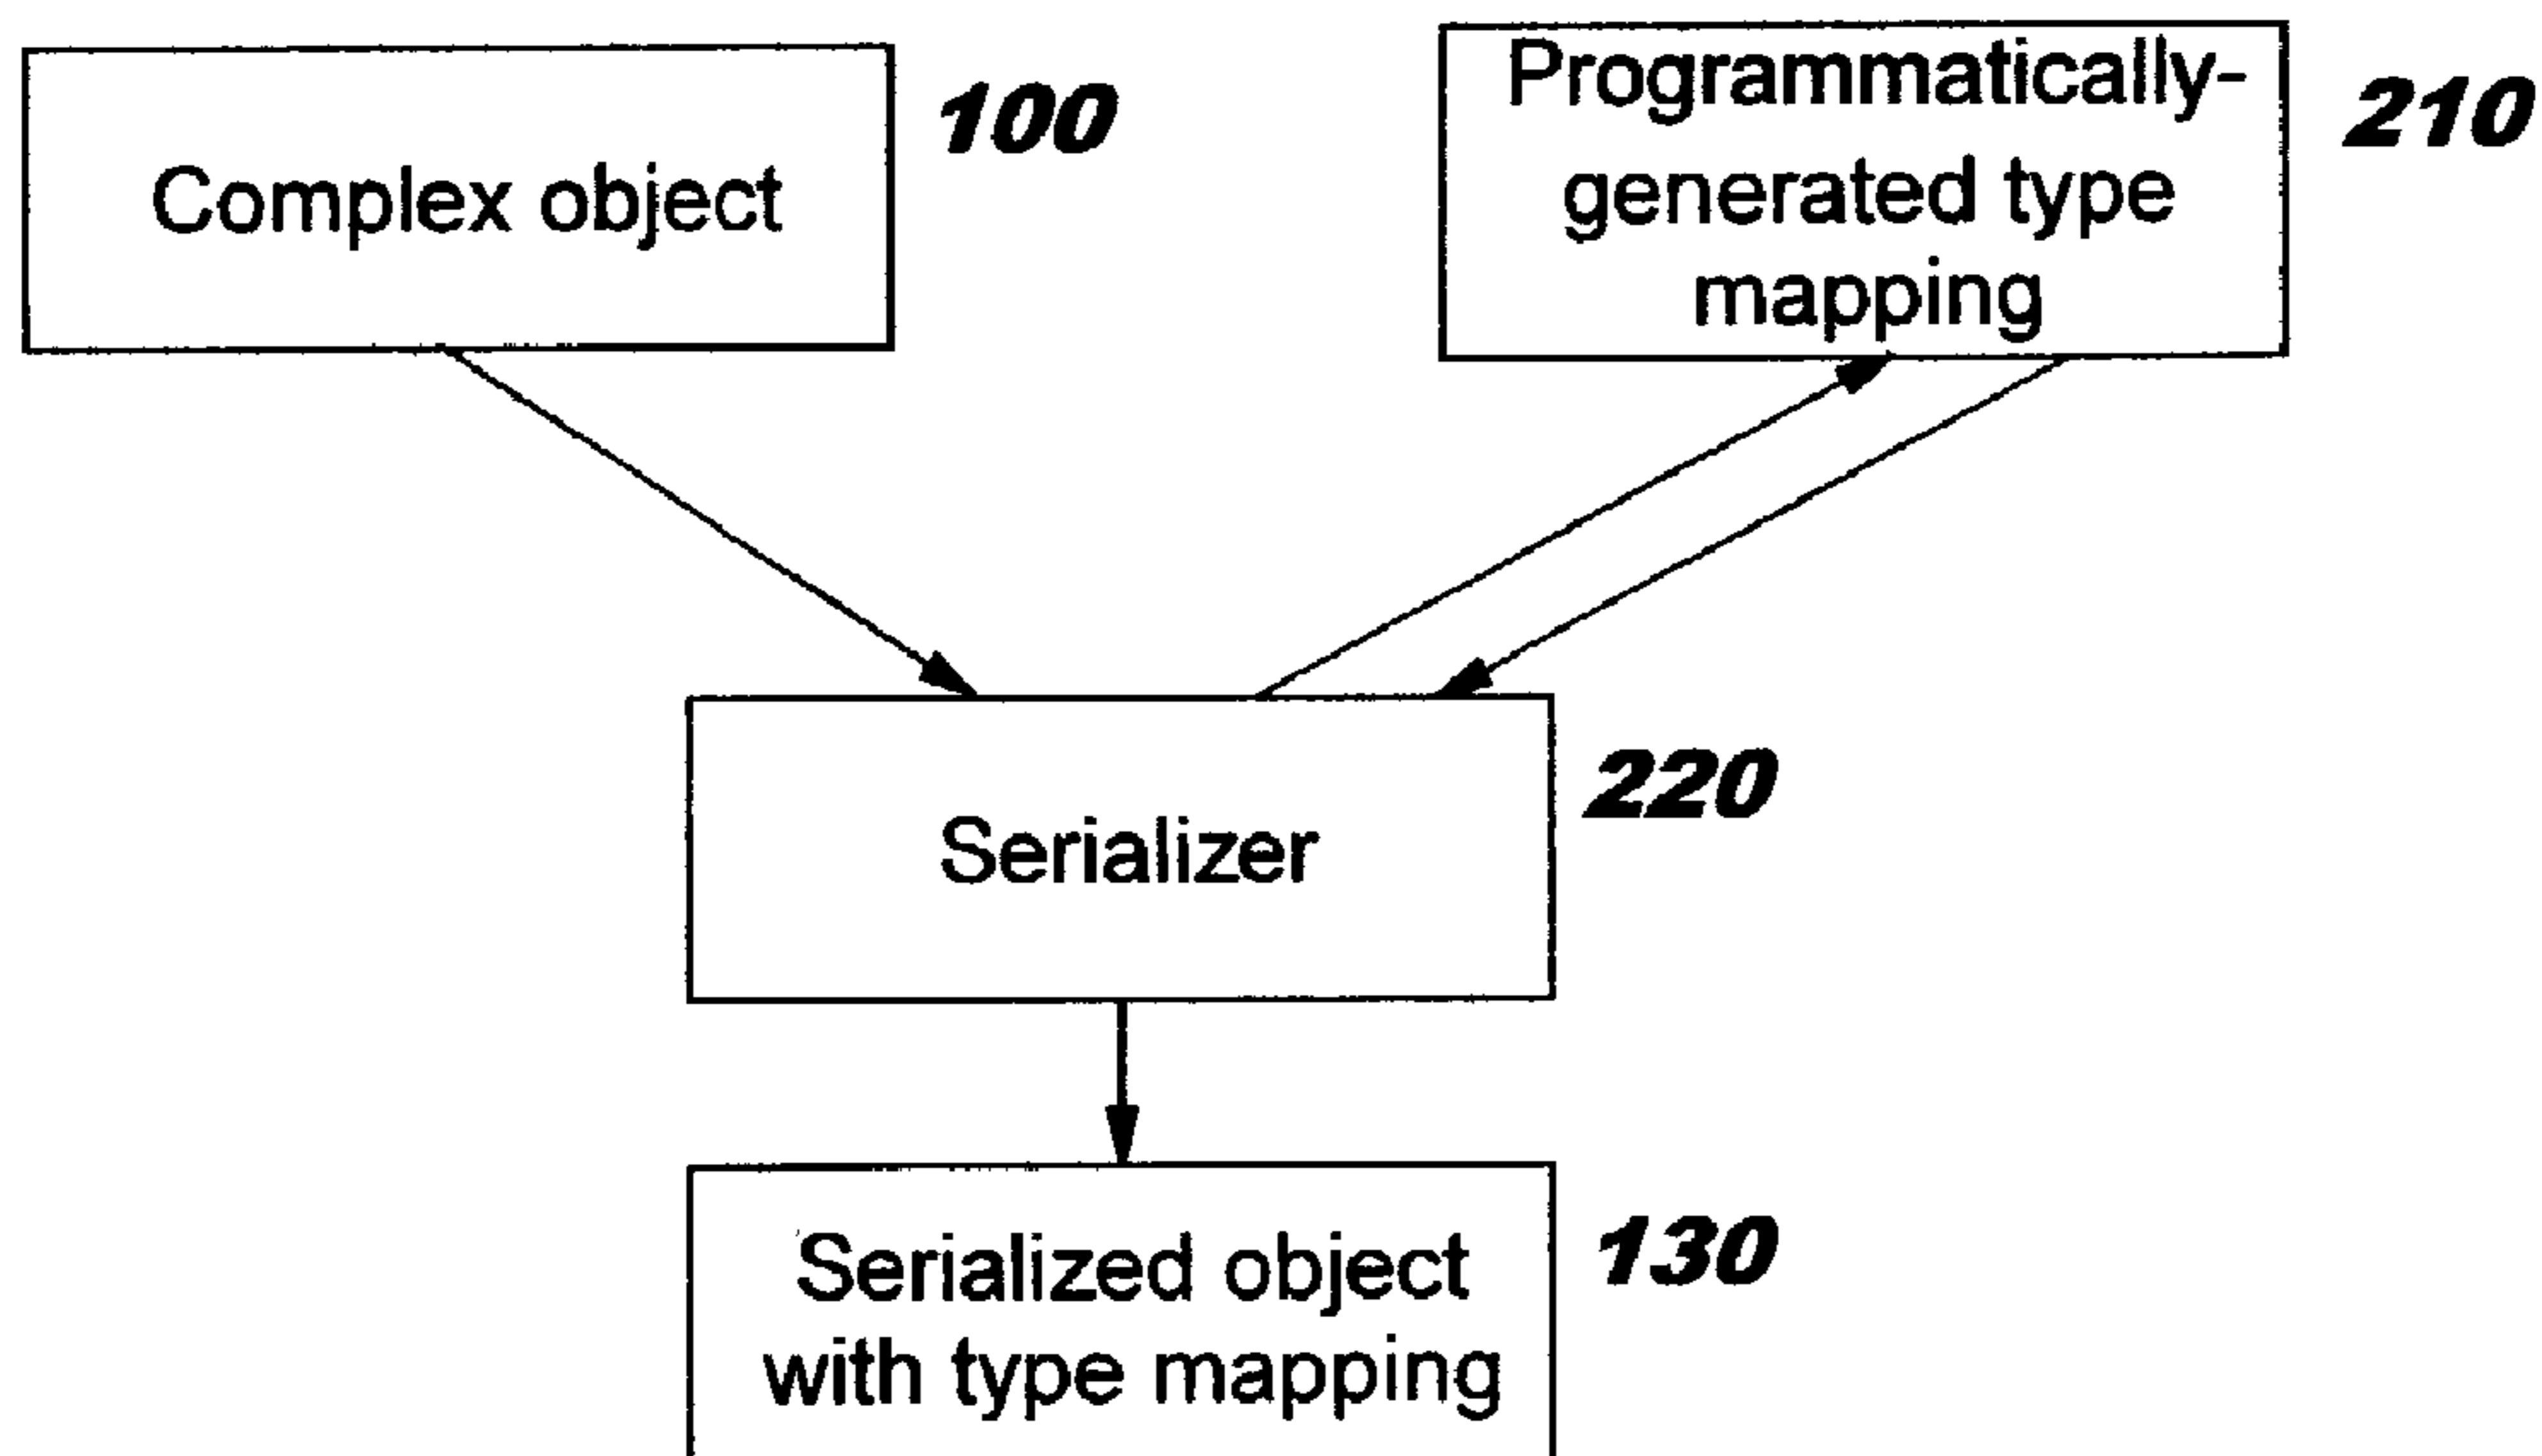 Complex object
100
Programmatically-
generated type
mapping
210
Serializer
220
Serialized object
with type mapping
130